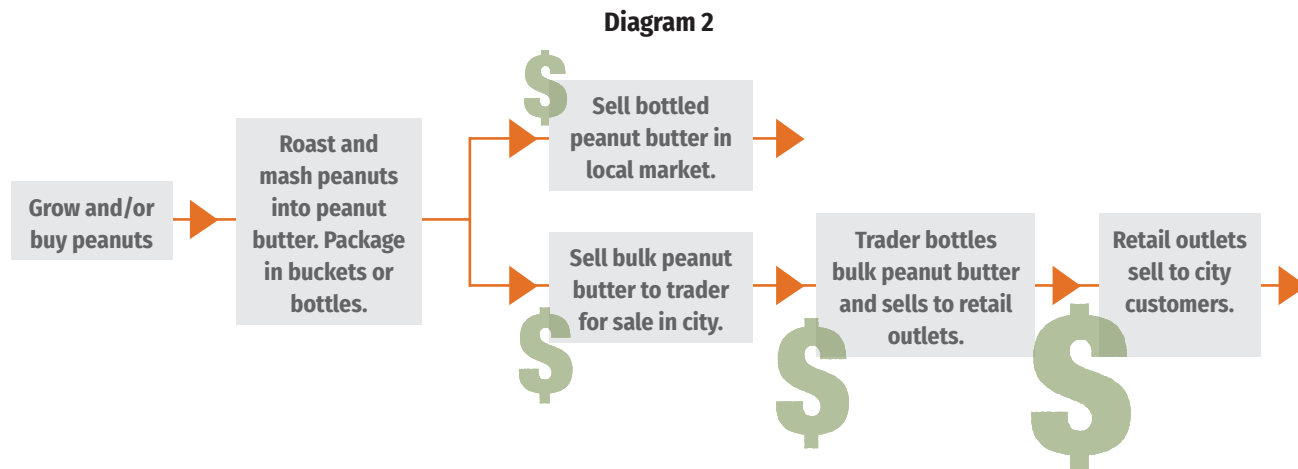 Diagram 2
Grow and/or
buy peanuts
Roast and
mash peanuts
into peanut
butter. Package
in buckets or
bottles.
$
Sell bottled
peanut butter in
local market.
$
Sell bulk peanut
butter to trader
for sale in city.
$
Trader bottles
bulk peanut butter
and sells to retail
outlets.
$
Retail outlets
sell to city
customers.